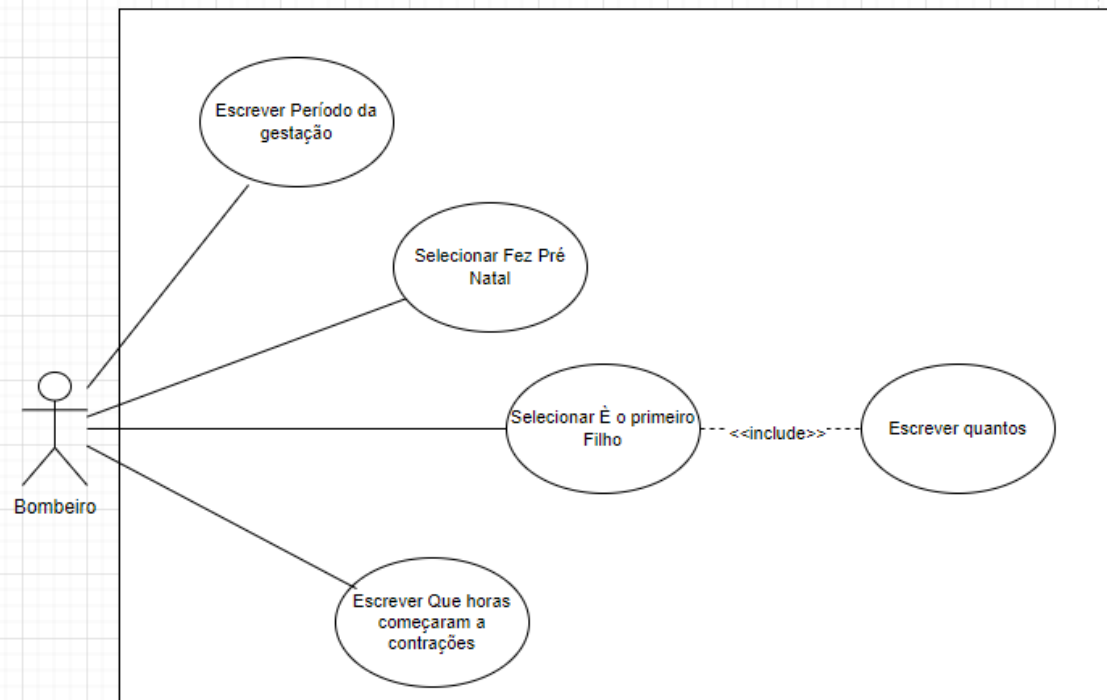 Escrever Período da
gestação
Selecionar Fez Pré
Natal
Selecionar È o primeiro
Filho
<<include>>
Escrever quantos
Bombeiro
Escrever Que horas
começaram a
contrações